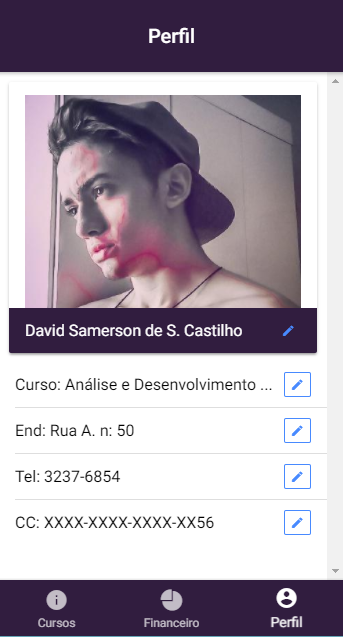 Perfil
David Samerson de S. Castilho
Curso: Análise e Desenvolvimento ...
End: Rua A. n: 50
Tel: 3237-6854
CC: XXXX-XXXX-XXXX-XX56
Cursos
Financeiro
Perfil